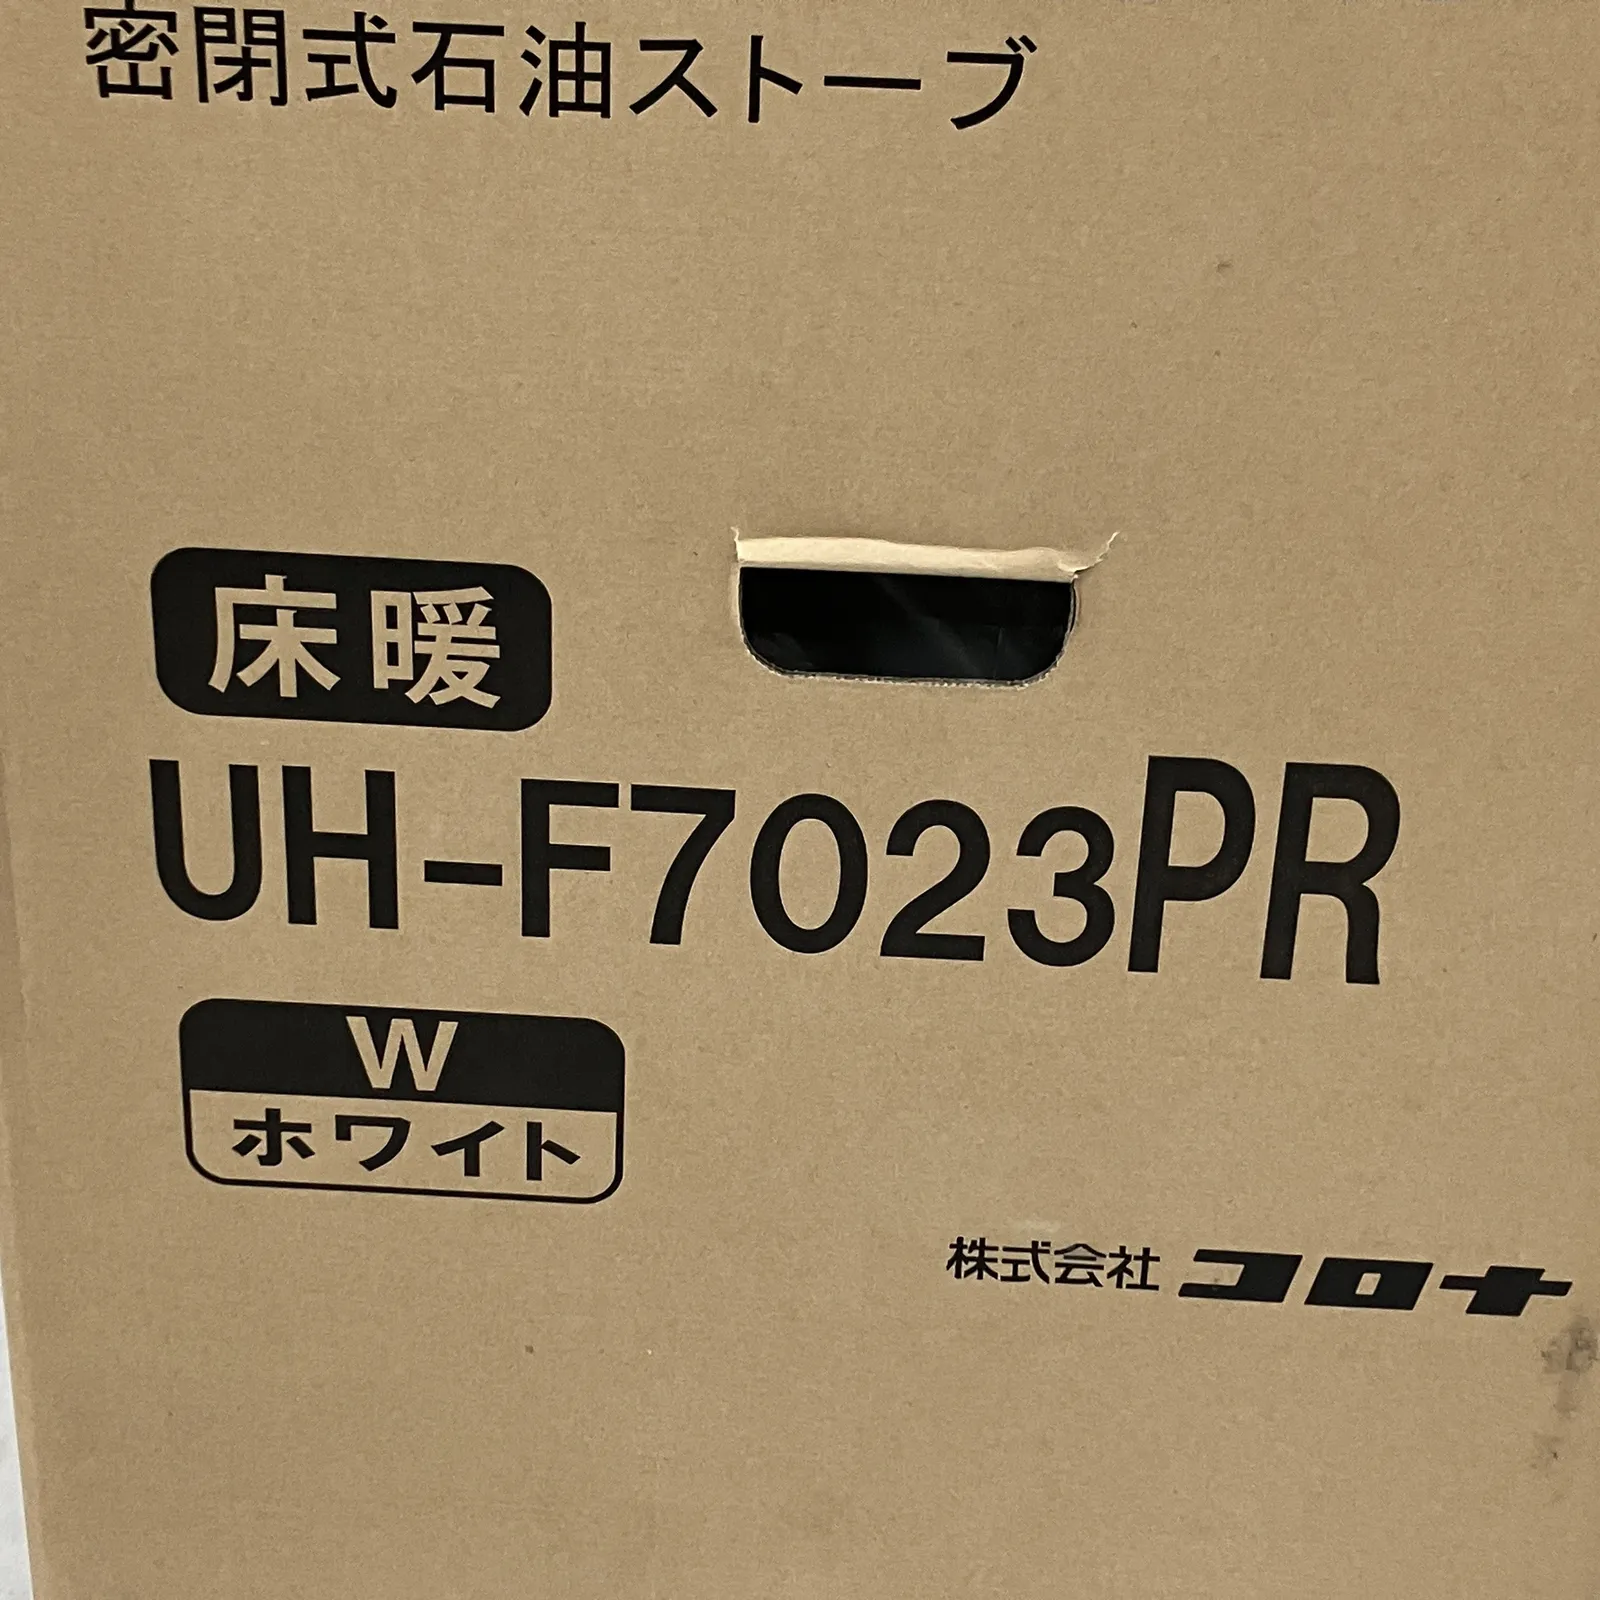 密閉式石油ストーブ
床暖
UH-F7023PR
W
ホワイト
株式会社 コロナ